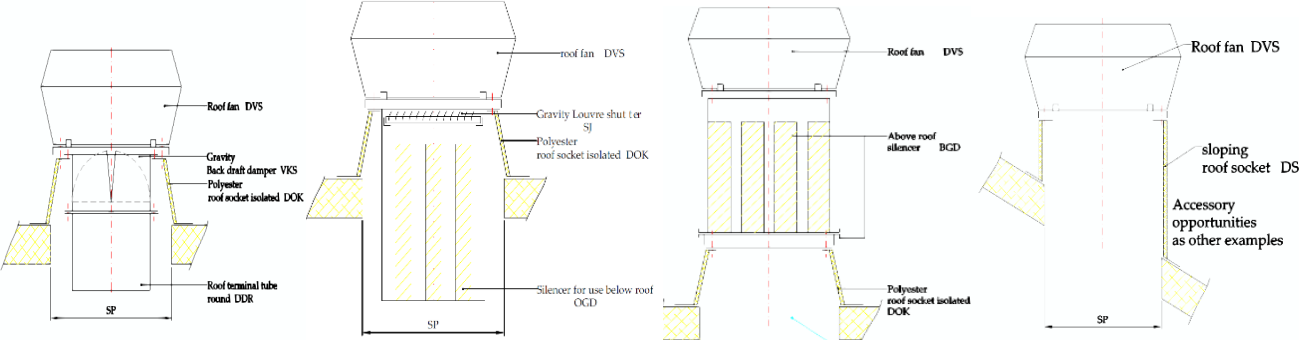 Roof fan DVS
Gravity
Back draft damper VKS
Polyester
roof socket isolated DOK
Roof terminal tube
round DDR
SP
roof fan DVS
Gravity Louvre shut ter
SJ
Polyester
roof socket isolated DOK
Silencer for use below roof
OGD
SP
Roof fan DVS
Above roof
silencer BGD
Polyester
roof socket isolated
DOK
Roof fan DVS
sloping
roof socket DS
Accessory
opportunities
as other examples
SP